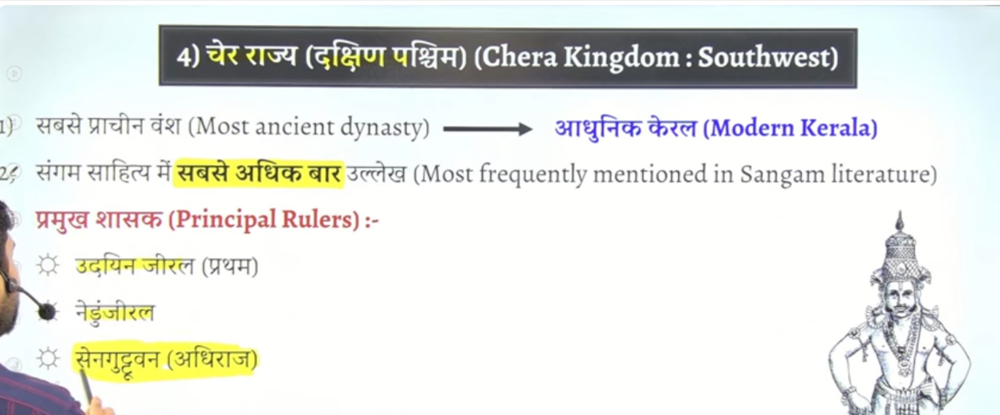 4) चेर राज्य (दक्षिण पश्चिम) (Chera Kingdom : Southwest)
1) सबसे प्राचीन वंश (Most ancient dynasty) → आधुनिक केरल (Modern Kerala)
2) संगम साहित्य में सबसे अधिक बार उल्लेख (Most frequently mentioned in Sangam literature)
प्रमुख शासक (Principal Rulers) :-
उदयिन जीरल (प्रथम)
नेडुंजीरल
सेनगुट्टूवन (अधिराज)